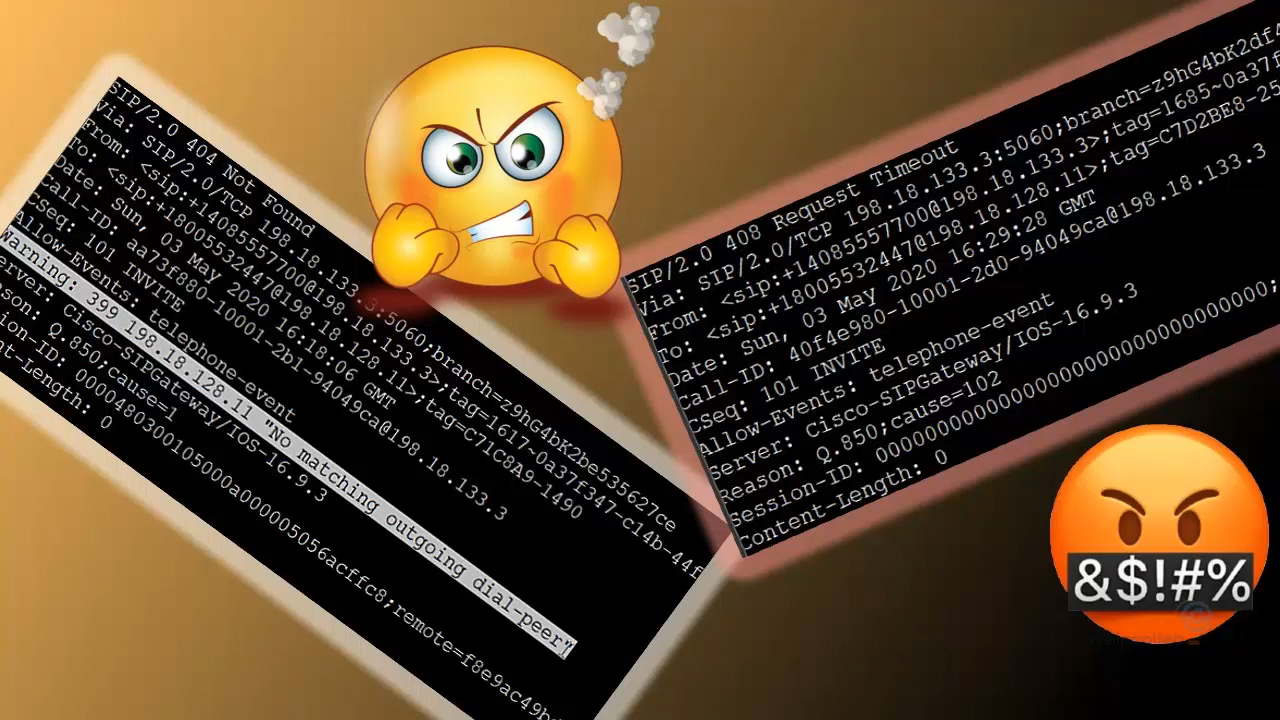 SIP/2.0 404 Not Found
Via: SIP/2.0/TCP 198.18.133.3:5060;branch=z9hG4bK2be535627ce
From: <sip:+14085557700@198.18.133.3>;tag=1617~0a37f347-c14b-44f
To: <sip:+18005532447@198.18.128.11>;tag=C71C8A9-1490
Date: Sun, 03 May 2020 16:18:06 GMT
Call-ID: aa73f680-10001-2b1-94049ca@198.18.133.3
CSeq: 101 INVITE
Allow-Events: telephone-event
Warning: 399 198.18.128.11 "No matching outgoing dial-peer"
erver: Cisco-SIPGateway/IOS-16.9.3
son: Q.850;cause=1
ion-ID: 00004803001050000a000005056acffc8;remote=f8e9ac49b
nt-Length: 0
SIP/2.0 408 Request Timeout
Via: SIP/2.0/TCP 198.18.133.3:5060;branch=z9hG4bK2df4
From: <sip:+14085557700@198.18.133.3>;tag=1685~0a37f
To: <sip:+18005532447@198.18.128.11>;tag=C7D2BE8-25
Date: Sun, 03 May 2020 16:29:28 GMT
Call-ID: 40f4e980-10001-2d0-94049ca@198.18.133.3
CSeq: 101 INVITE
Allow-Events: telephone-event
Server: Cisco-SIPGateway/IOS-16.9.3
Reason: Q.850;cause=102
Session-ID: 00000000000000000000000000000000;
Content-Length: 0
&$!#%